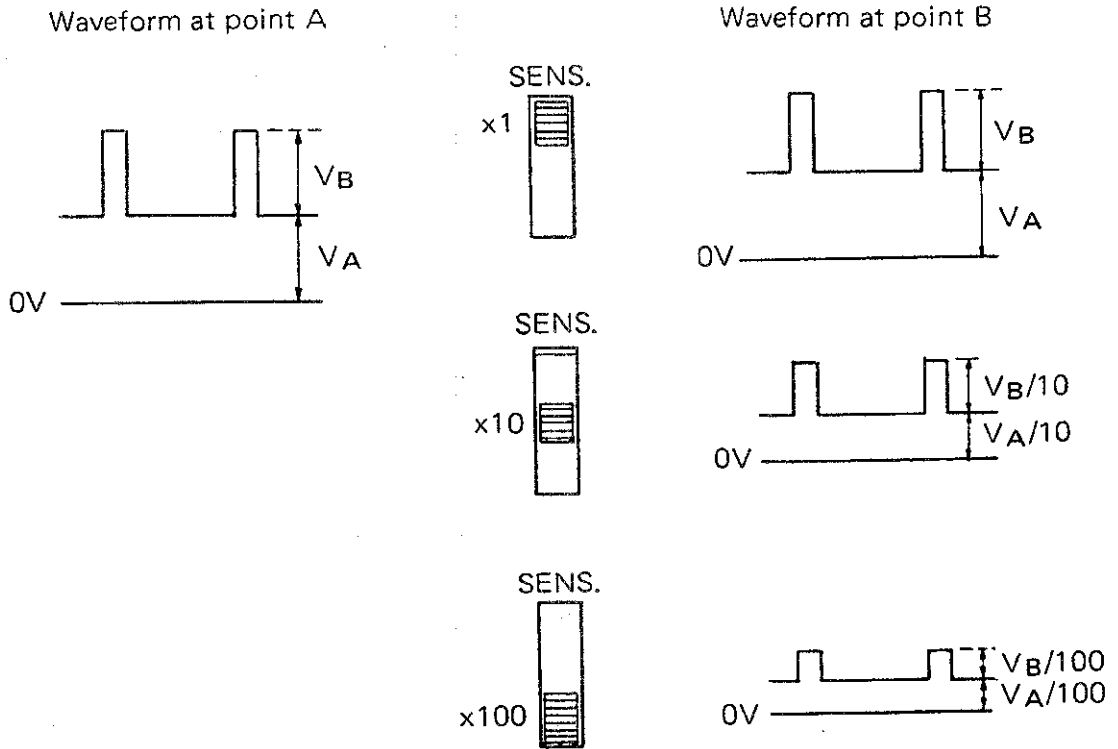 Waveform at point A
Waveform at point B
SENS.
x1
VB
VA
0V
VB
VA
0V
SENS.
x10
VB/10
VA/10
0V
SENS.
x100
VB/100
VA/100
0V